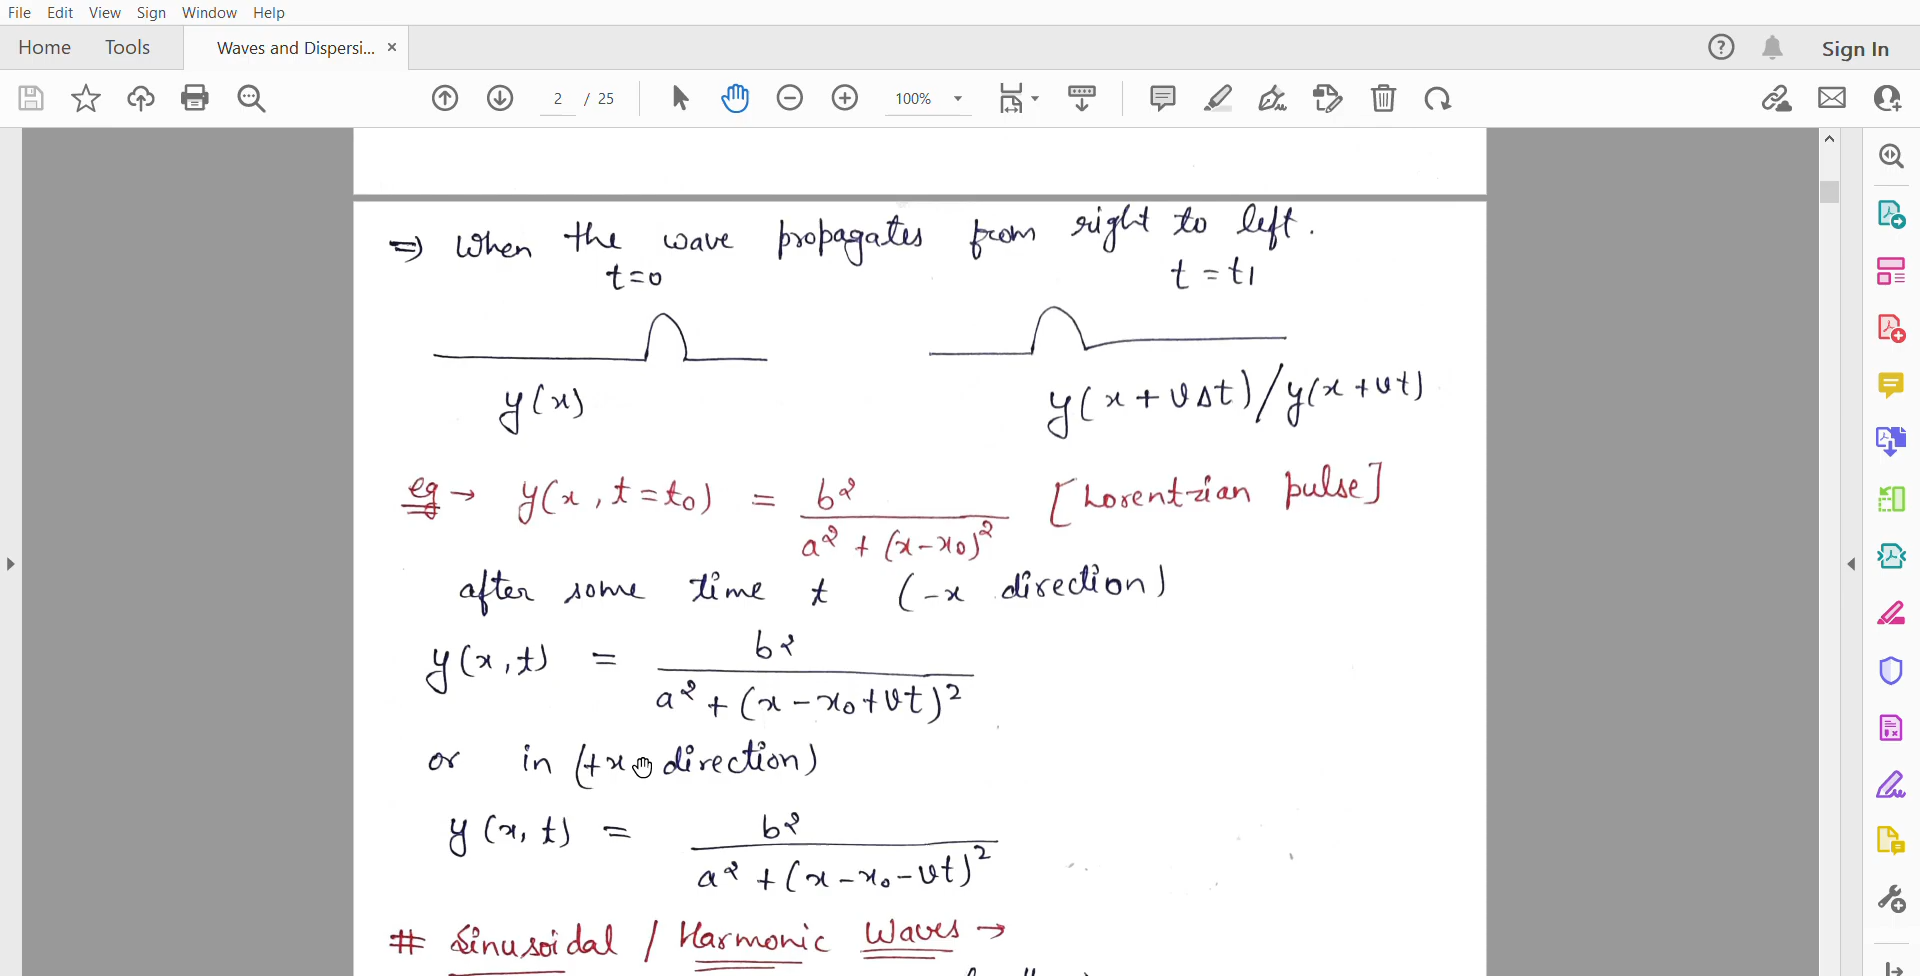 File Edit View Sign Window Help
Home Tools Waves and Dispersi... × Sign In
2 / 25 100%
⇒ When the wave propagates from right to left.
t=0 t = t1
y(x) y(x+vΔt)/y(x+vt)
eg → y(x, t=t₀) = b² / (a² + (x-x₀)²) [Lorentzian pulse]
after some time t (-x direction)
y(x,t) = b² / (a² + (x-x₀+vt)²)
or in (+x direction)
y(x,t) = b² / (a² + (x-x₀-vt)²)
# Sinusoidal / Harmonic Waves →